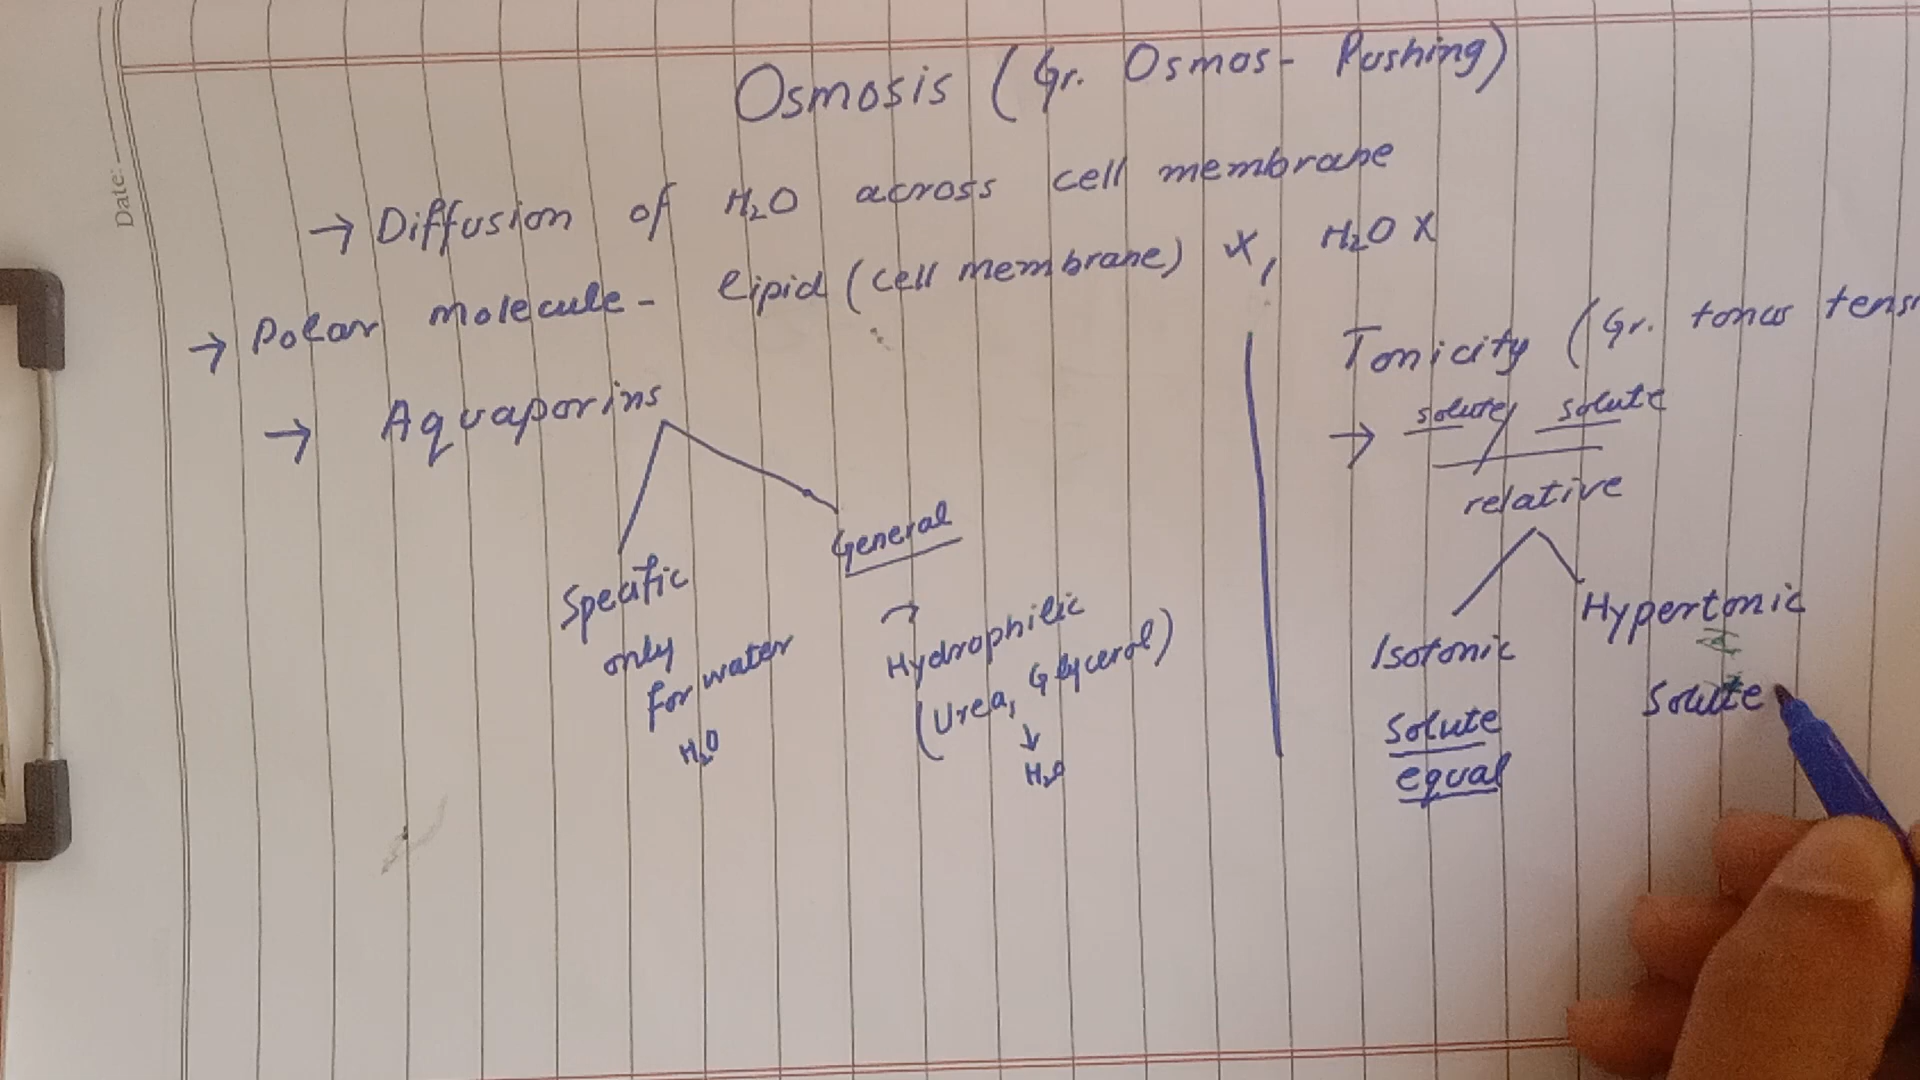 Date:
Osmosis (Gr. Osmos- Pushing)
→ Diffusion of H₂O across cell membrane
→ Polar molecule - lipid (cell membrane) X, H₂O X
→ Aquaporins
Specific
only
for water
H₂O
General
→
Hydrophilic
(Urea, Glycerol)
↓
H₂O
Tonicity (Gr. tonus tens
→ solute/ solute
relative
Isotonic
Solute
equal
Hypertonic
Solute